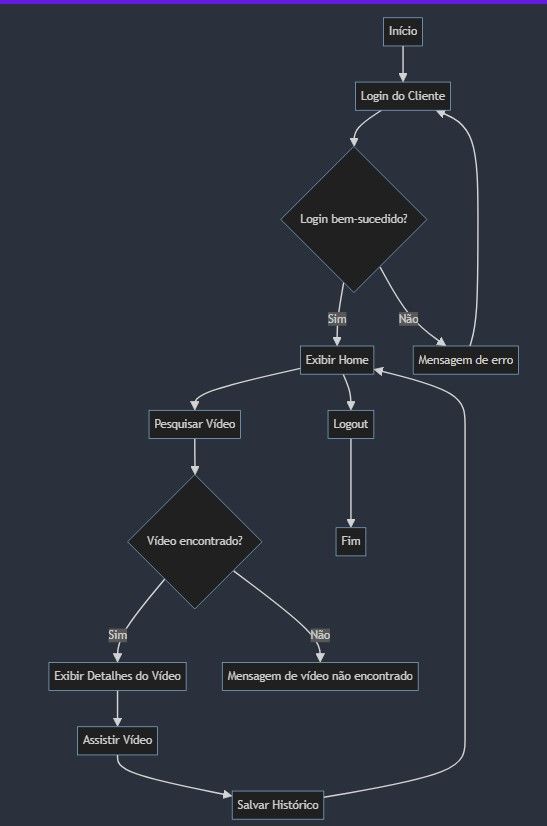 Início
Login do Cliente
Login bem-sucedido?
Sim
Não
Exibir Home
Mensagem de erro
Pesquisar Vídeo
Logout
Vídeo encontrado?
Fim
Sim
Não
Exibir Detalhes do Vídeo
Mensagem de vídeo não encontrado
Assistir Vídeo
Salvar Histórico